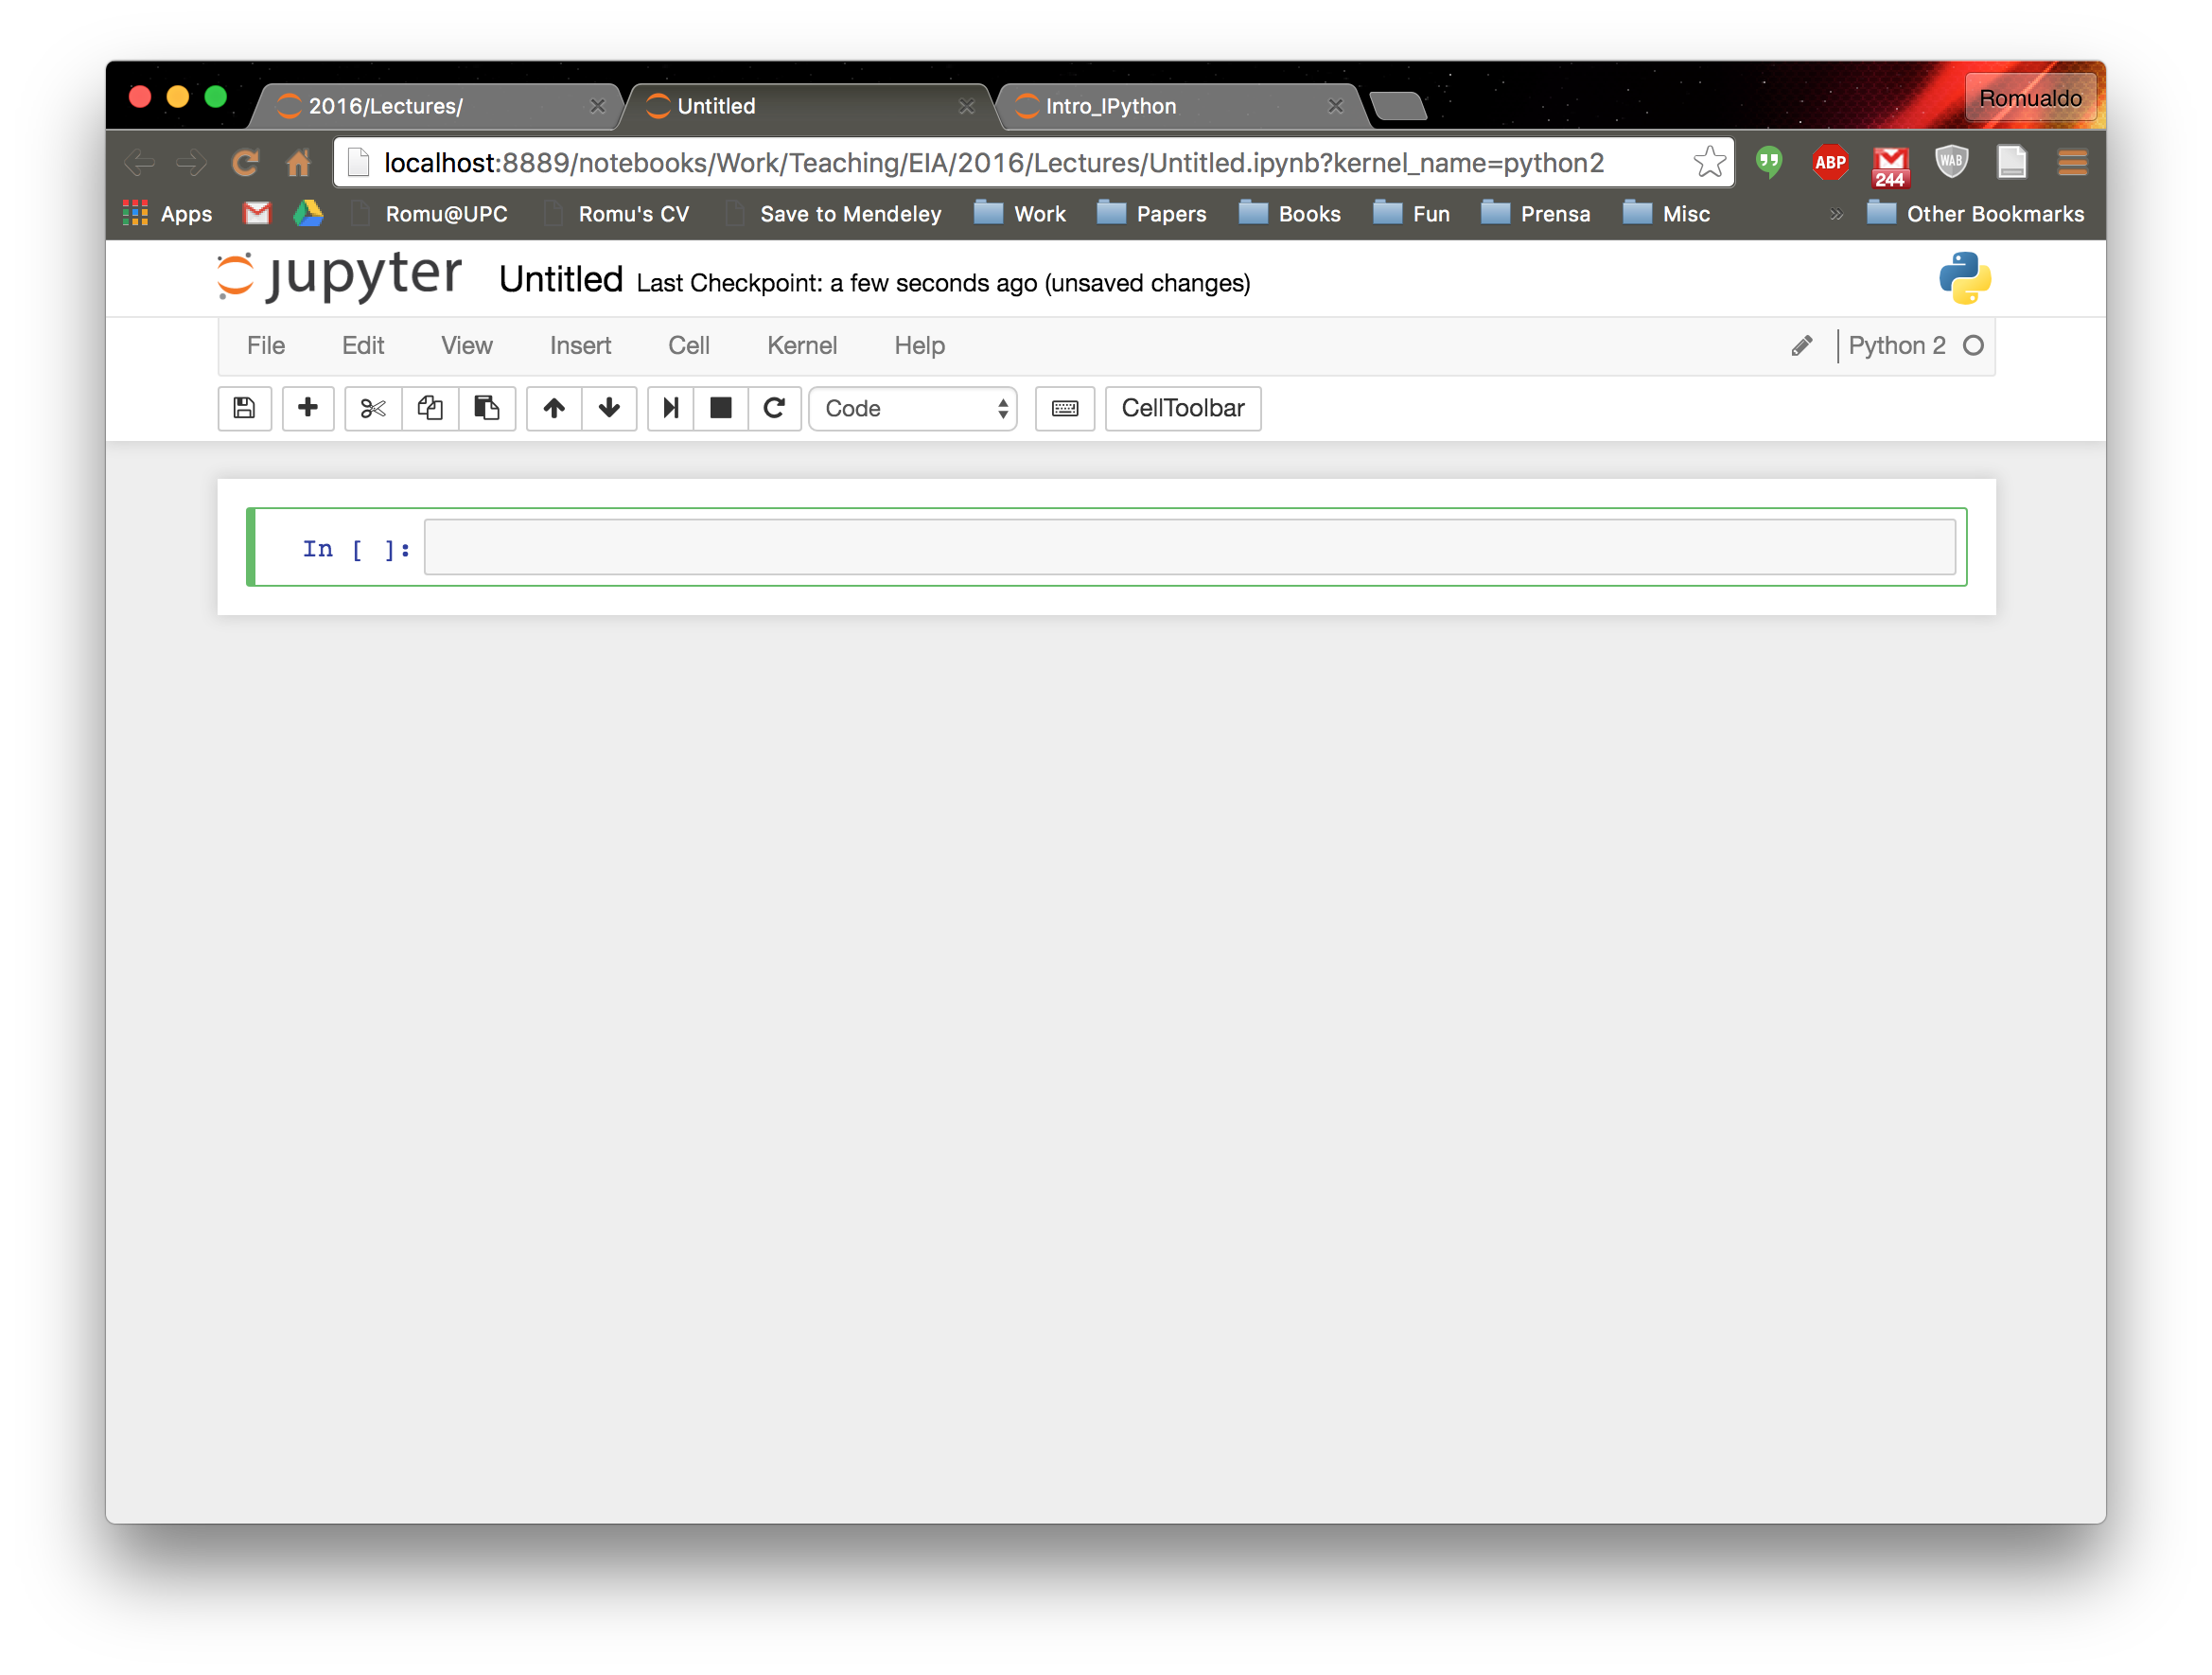 2016/Lectures/ Untitled Intro_IPython Romualdo
localhost:8889/notebooks/Work/Teaching/EIA/2016/Lectures/Untitled.ipynb?kernel_name=python2 ABP 244 WAB
Apps Romu@UPC Romu's CV Save to Mendeley Work Papers Books Fun Prensa Misc » Other Bookmarks
jupyter Untitled Last Checkpoint: a few seconds ago (unsaved changes)
File Edit View Insert Cell Kernel Help Python 2
Code CellToolbar
In [ ]: